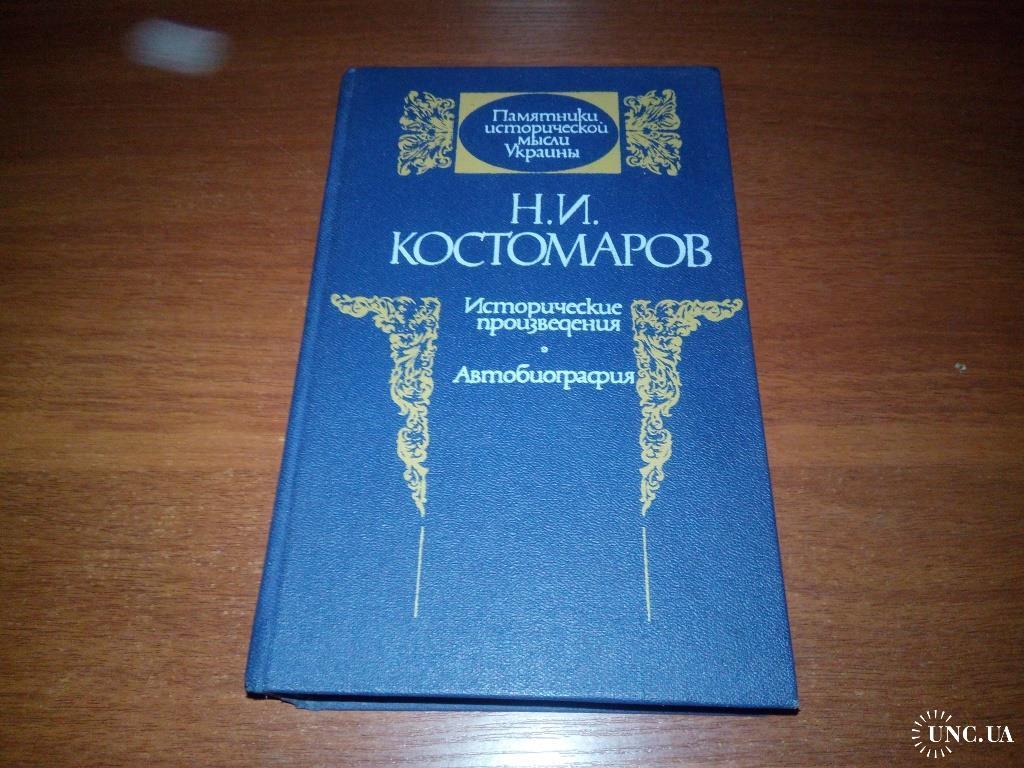 Памятники
исторической
мысли
Украины
Н.И.
КОСТОМАРОВ
Исторические
произведения
•
Автобиография
UNC.UA